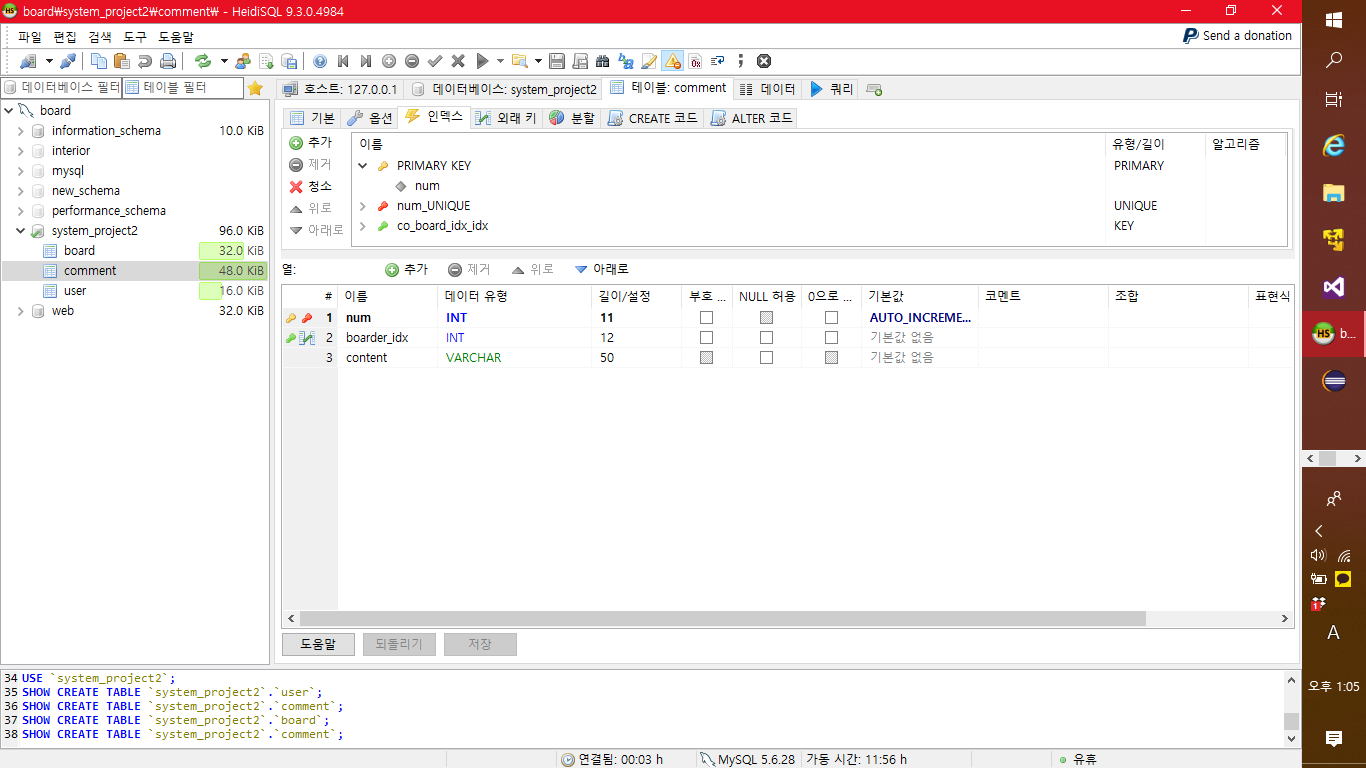 board\system_project2\comment\ - HeidiSQL 9.3.0.4984
파일 편집 검색 도구 도움말
Send a donation
데이터베이스 필터 테이블 필터
호스트: 127.0.0.1 데이터베이스: system_project2 테이블: comment 데이터 쿼리
board
information_schema 10.0 KiB
interior
mysql
new_schema
performance_schema
system_project2 96.0 KiB
board 32.0 KiB
comment 48.0 KiB
user 16.0 KiB
web 32.0 KiB
기본 옵션 인덱스 외래 키 분할 CREATE 코드 ALTER 코드
추가
제거
청소
위로
아래로
이름 유형/길이 알고리즘
PRIMARY KEY PRIMARY
num
num_UNIQUE UNIQUE
co_board_idx_idx KEY
열: 추가 제거 위로 아래로
# 이름 데이터 유형 길이/설정 부호 ... NULL 허용 0으로 ... 기본값 코멘트 조합 표현식
1 num INT 11 AUTO_INCREME...
2 boarder_idx INT 12 기본값 없음
3 content VARCHAR 50 기본값 없음
도움말 되돌리기 저장
34 USE `system_project2`;
35 SHOW CREATE TABLE `system_project2`.`user`;
36 SHOW CREATE TABLE `system_project2`.`comment`;
37 SHOW CREATE TABLE `system_project2`.`board`;
38 SHOW CREATE TABLE `system_project2`.`comment`;
연결됨: 00:03 h MySQL 5.6.28 가동 시간: 11:56 h 유휴
HS b...
1
A
오후 1:05